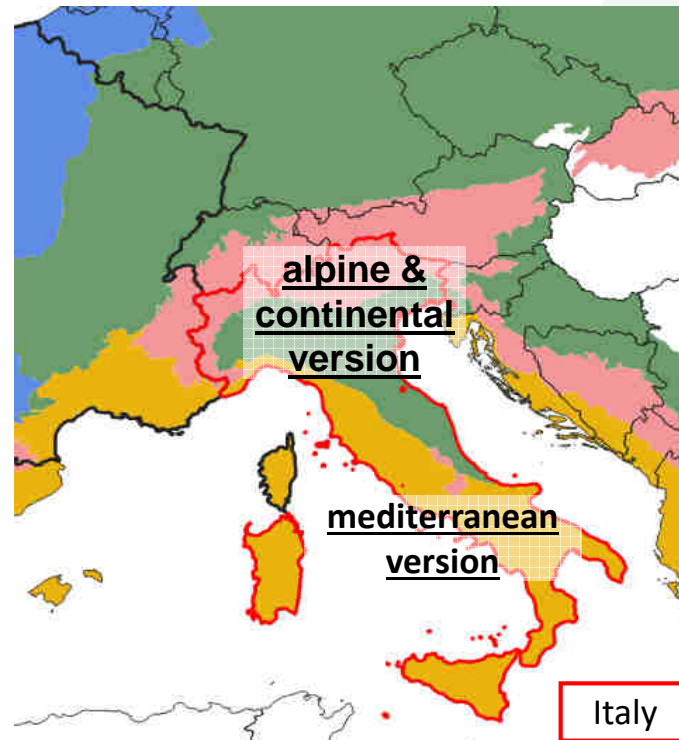 alpine &
continental
version
mediterranean
version
Italy